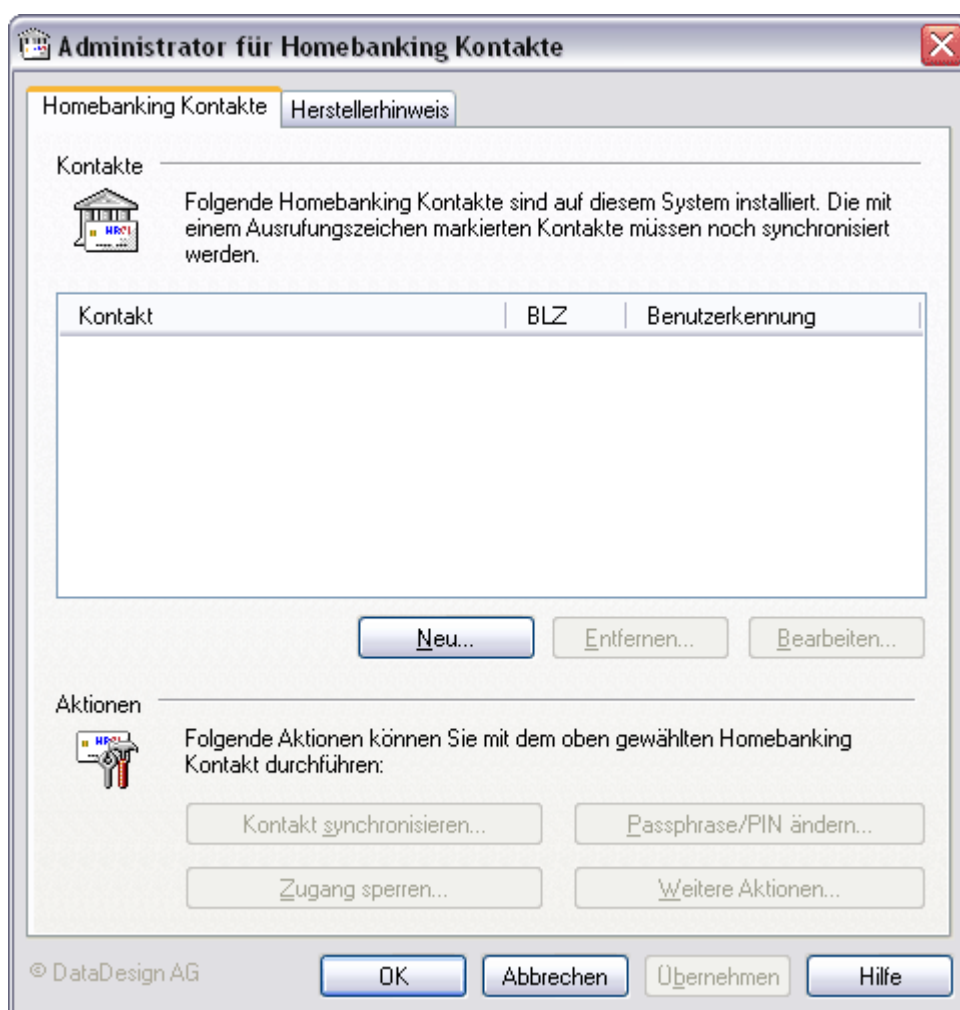 Administrator für Homebanking Kontakte
Homebanking Kontakte
Herstellerhinweis
Kontakte
Folgende Homebanking Kontakte sind auf diesem System installiert. Die mit
einem Ausrufungszeichen markierten Kontakte müssen noch synchronisiert
werden.
Kontakt BLZ Benutzerkennung
Neu... Entfernen... Bearbeiten...
Aktionen
Folgende Aktionen können Sie mit dem oben gewählten Homebanking
Kontakt durchführen:
Kontakt synchronisieren... Passphrase/PIN ändern...
Zugang sperren... Weitere Aktionen...
© DataDesign AG OK Abbrechen Übernehmen Hilfe